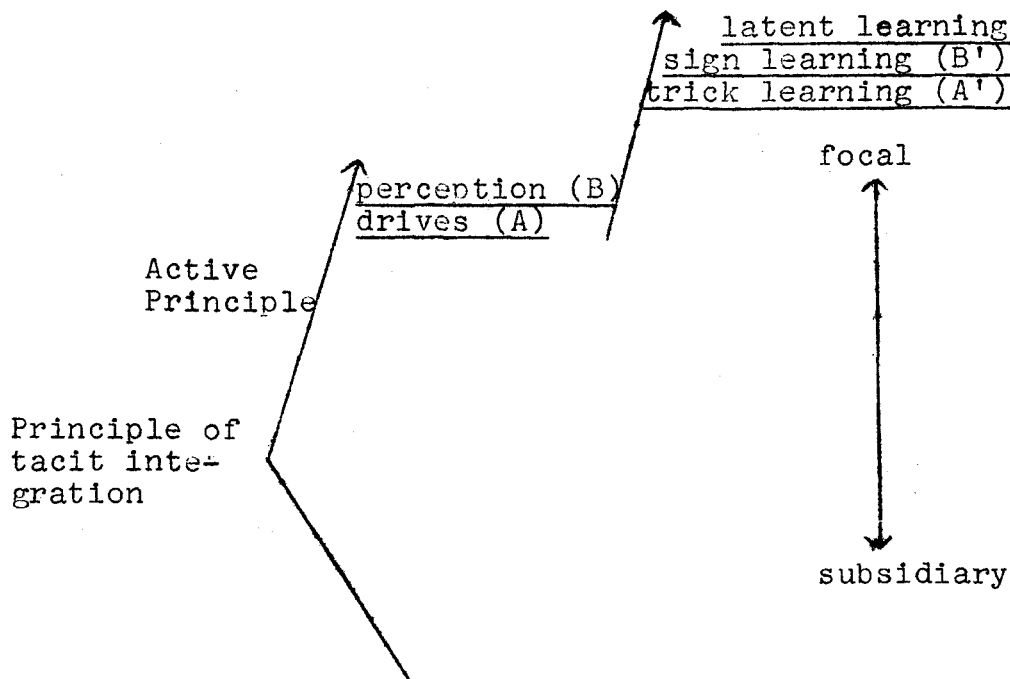 latent learning
sign learning (B')
trick learning (A')
focal
perception (B)
drives (A)
Active
Principle
Principle of
tacit inte-
gration
subsidiary